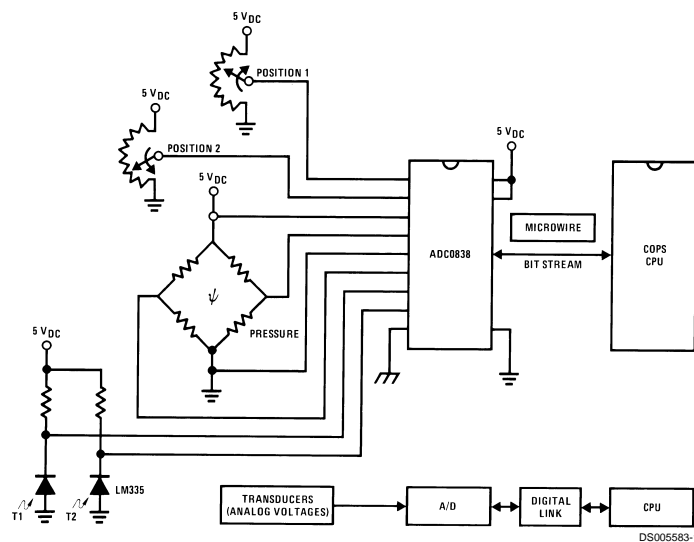 5 VDC
POSITION 1
5 VDC
POSITION 2
5 VDC
5 VDC
ADC0838
MICROWIRE
BIT STREAM
COPS
CPU
ψ
PRESSURE
5 VDC
LM335
T1
T2
TRANSDUCERS
(ANALOG VOLTAGES)
A/D
DIGITAL
LINK
CPU
DS005583-